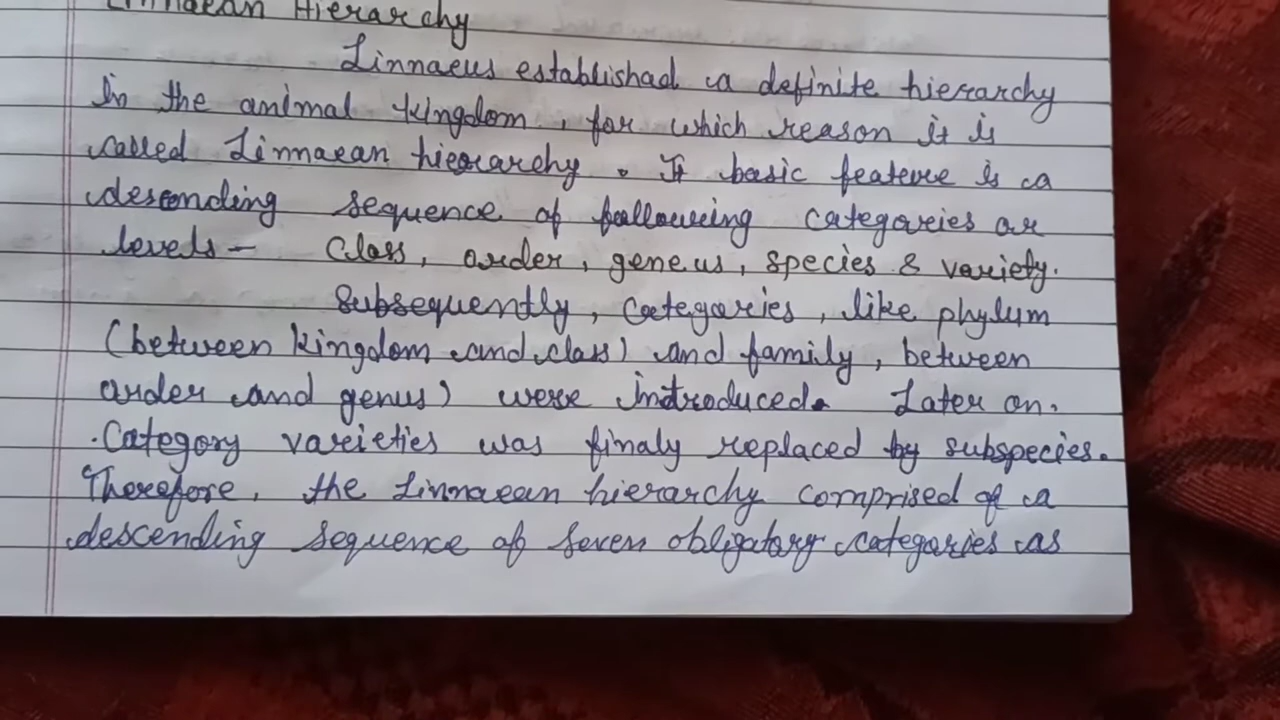 Linnaean Hierarchy
Linnaeus established a definite hierarchy
in the animal kingdom, for which reason it is
called Linnaean hierarchy. It basic feature is a
descending sequence of following categories or
levels - Class, order, geneus, species & variety.
Subsequently, categories, like phylum
(between kingdom and class) and family, between
order and genus) were introduced. Later on.
. Category varieties was finaly replaced by subspecies.
Therefore, the Linnaean hierarchy comprised of a
descending sequence of seven obligatory categories as